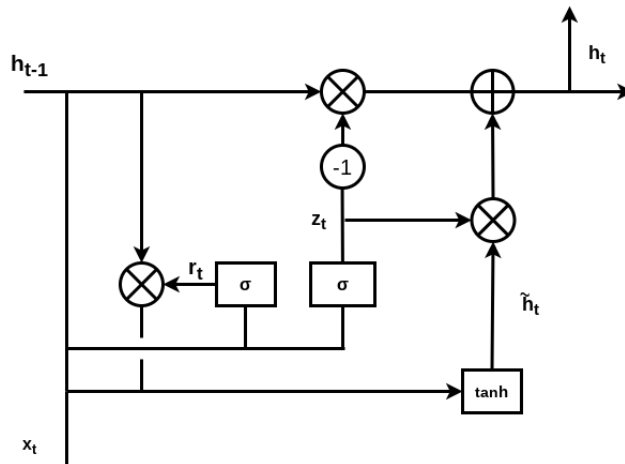 h_t
h_{t-1}
-1
z_t
r_t
σ
σ
h̃_t
tanh
x_t